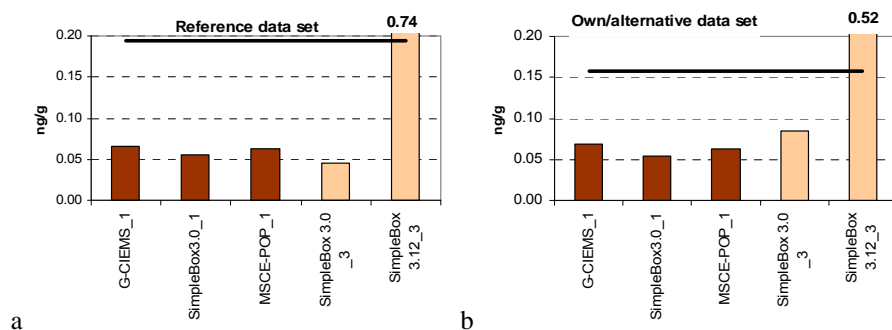 Reference data set
0.74
0.20
0.15
0.10
0.05
0.00
ng/g
G-CIEMS_1
SimpleBox3.0_1
MSCE-POP_1
SimpleBox 3.0
_3
SimpleBox
3.12_3
a
Own/alternative data set
0.52
0.20
0.15
0.10
0.05
0.00
ng/g
G-CIEMS_1
SimpleBox3.0_1
MSCE-POP_1
SimpleBox 3.0
_3
SimpleBox
3.12_3
b